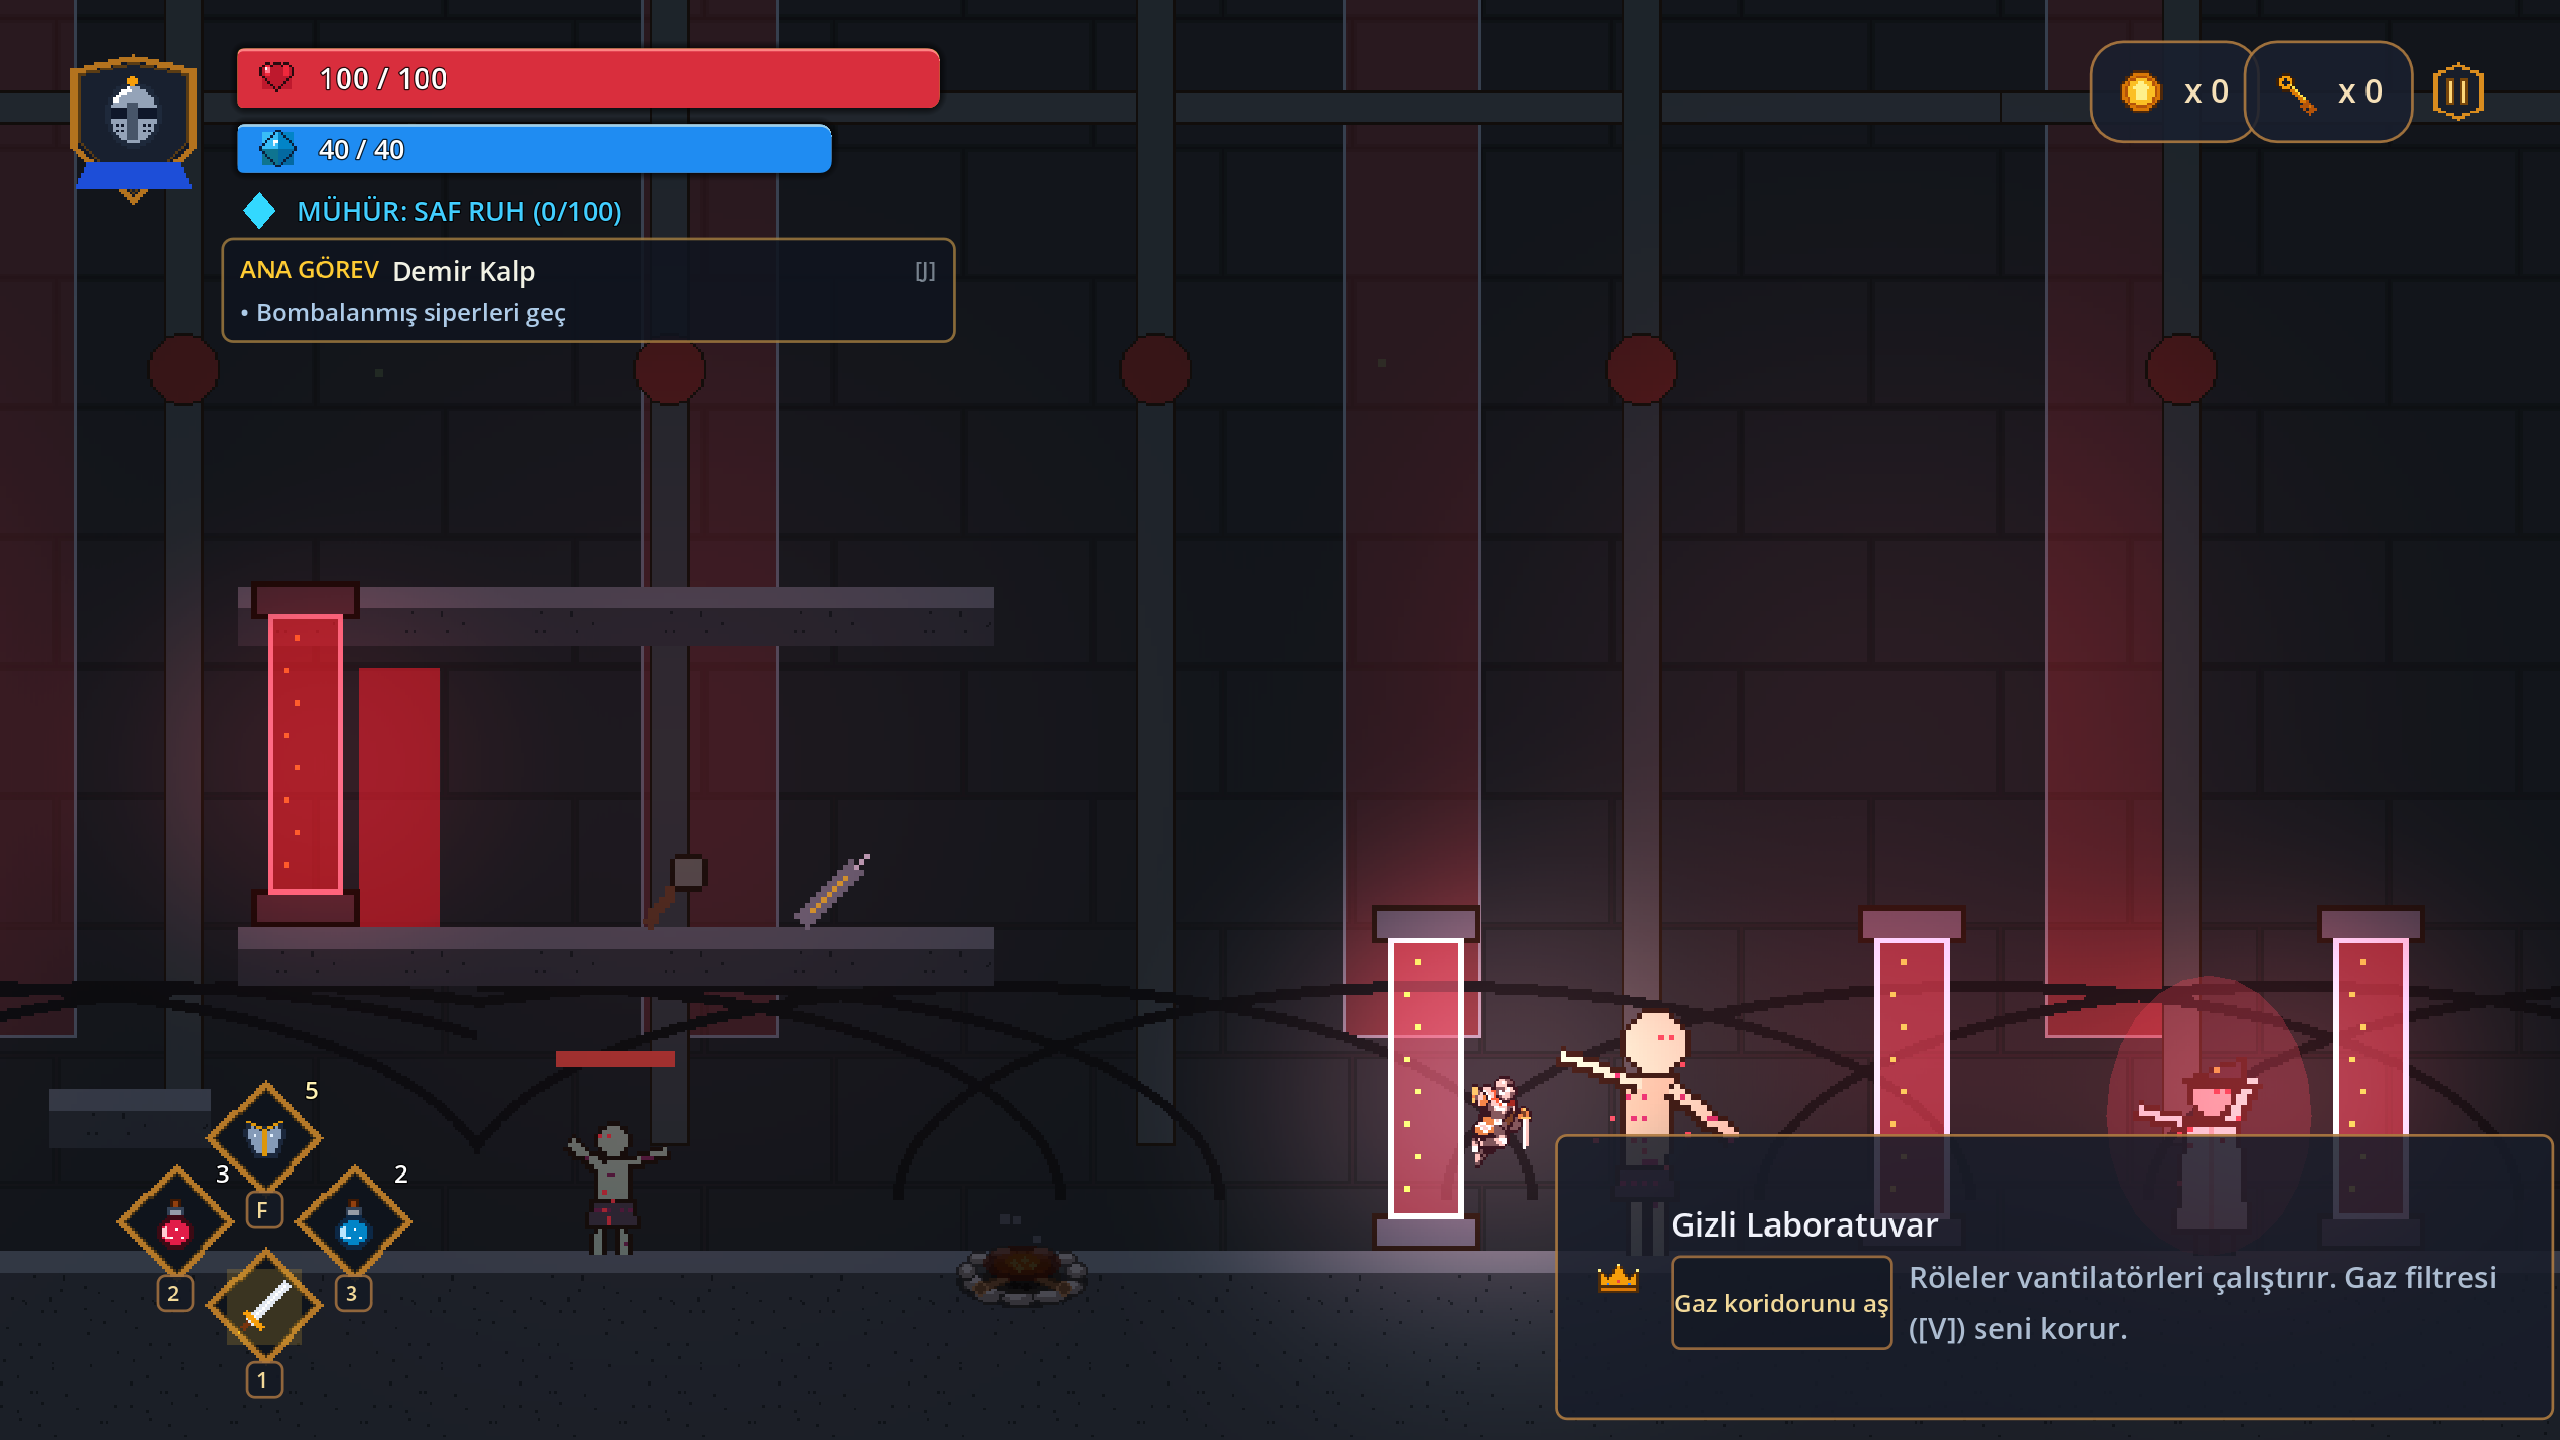 100 / 100
x 0
x 0
40 / 40
MÜHÜR: SAF RUH (0/100)
ANA GÖREV Demir Kalp [J]
• Bombalanmış siperleri geç
5
3
2
F
2
3
1
Gizli Laboratuvar
Gaz koridorunu aş
Röleler vantilatörleri çalıştırır. Gaz filtresi
([V]) seni korur.